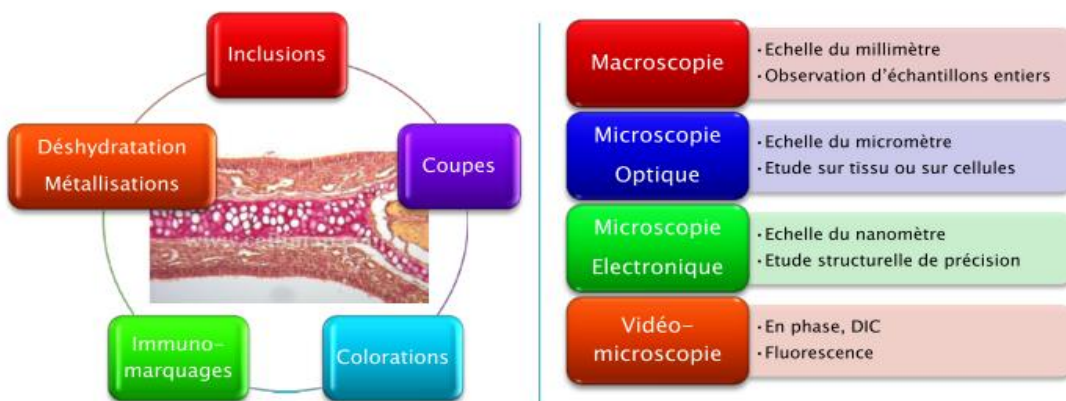 Inclusions
Déshydratation
Métallisations
Coupes
Immuno-
marquages
Colorations
Macroscopie
• Echelle du millimètre
• Observation d'échantillons entiers
Microscopie
Optique
• Echelle du micromètre
• Etude sur tissu ou sur cellules
Microscopie
Electronique
• Echelle du nanomètre
• Etude structurelle de précision
Vidéo-
microscopie
• En phase, DIC
• Fluorescence